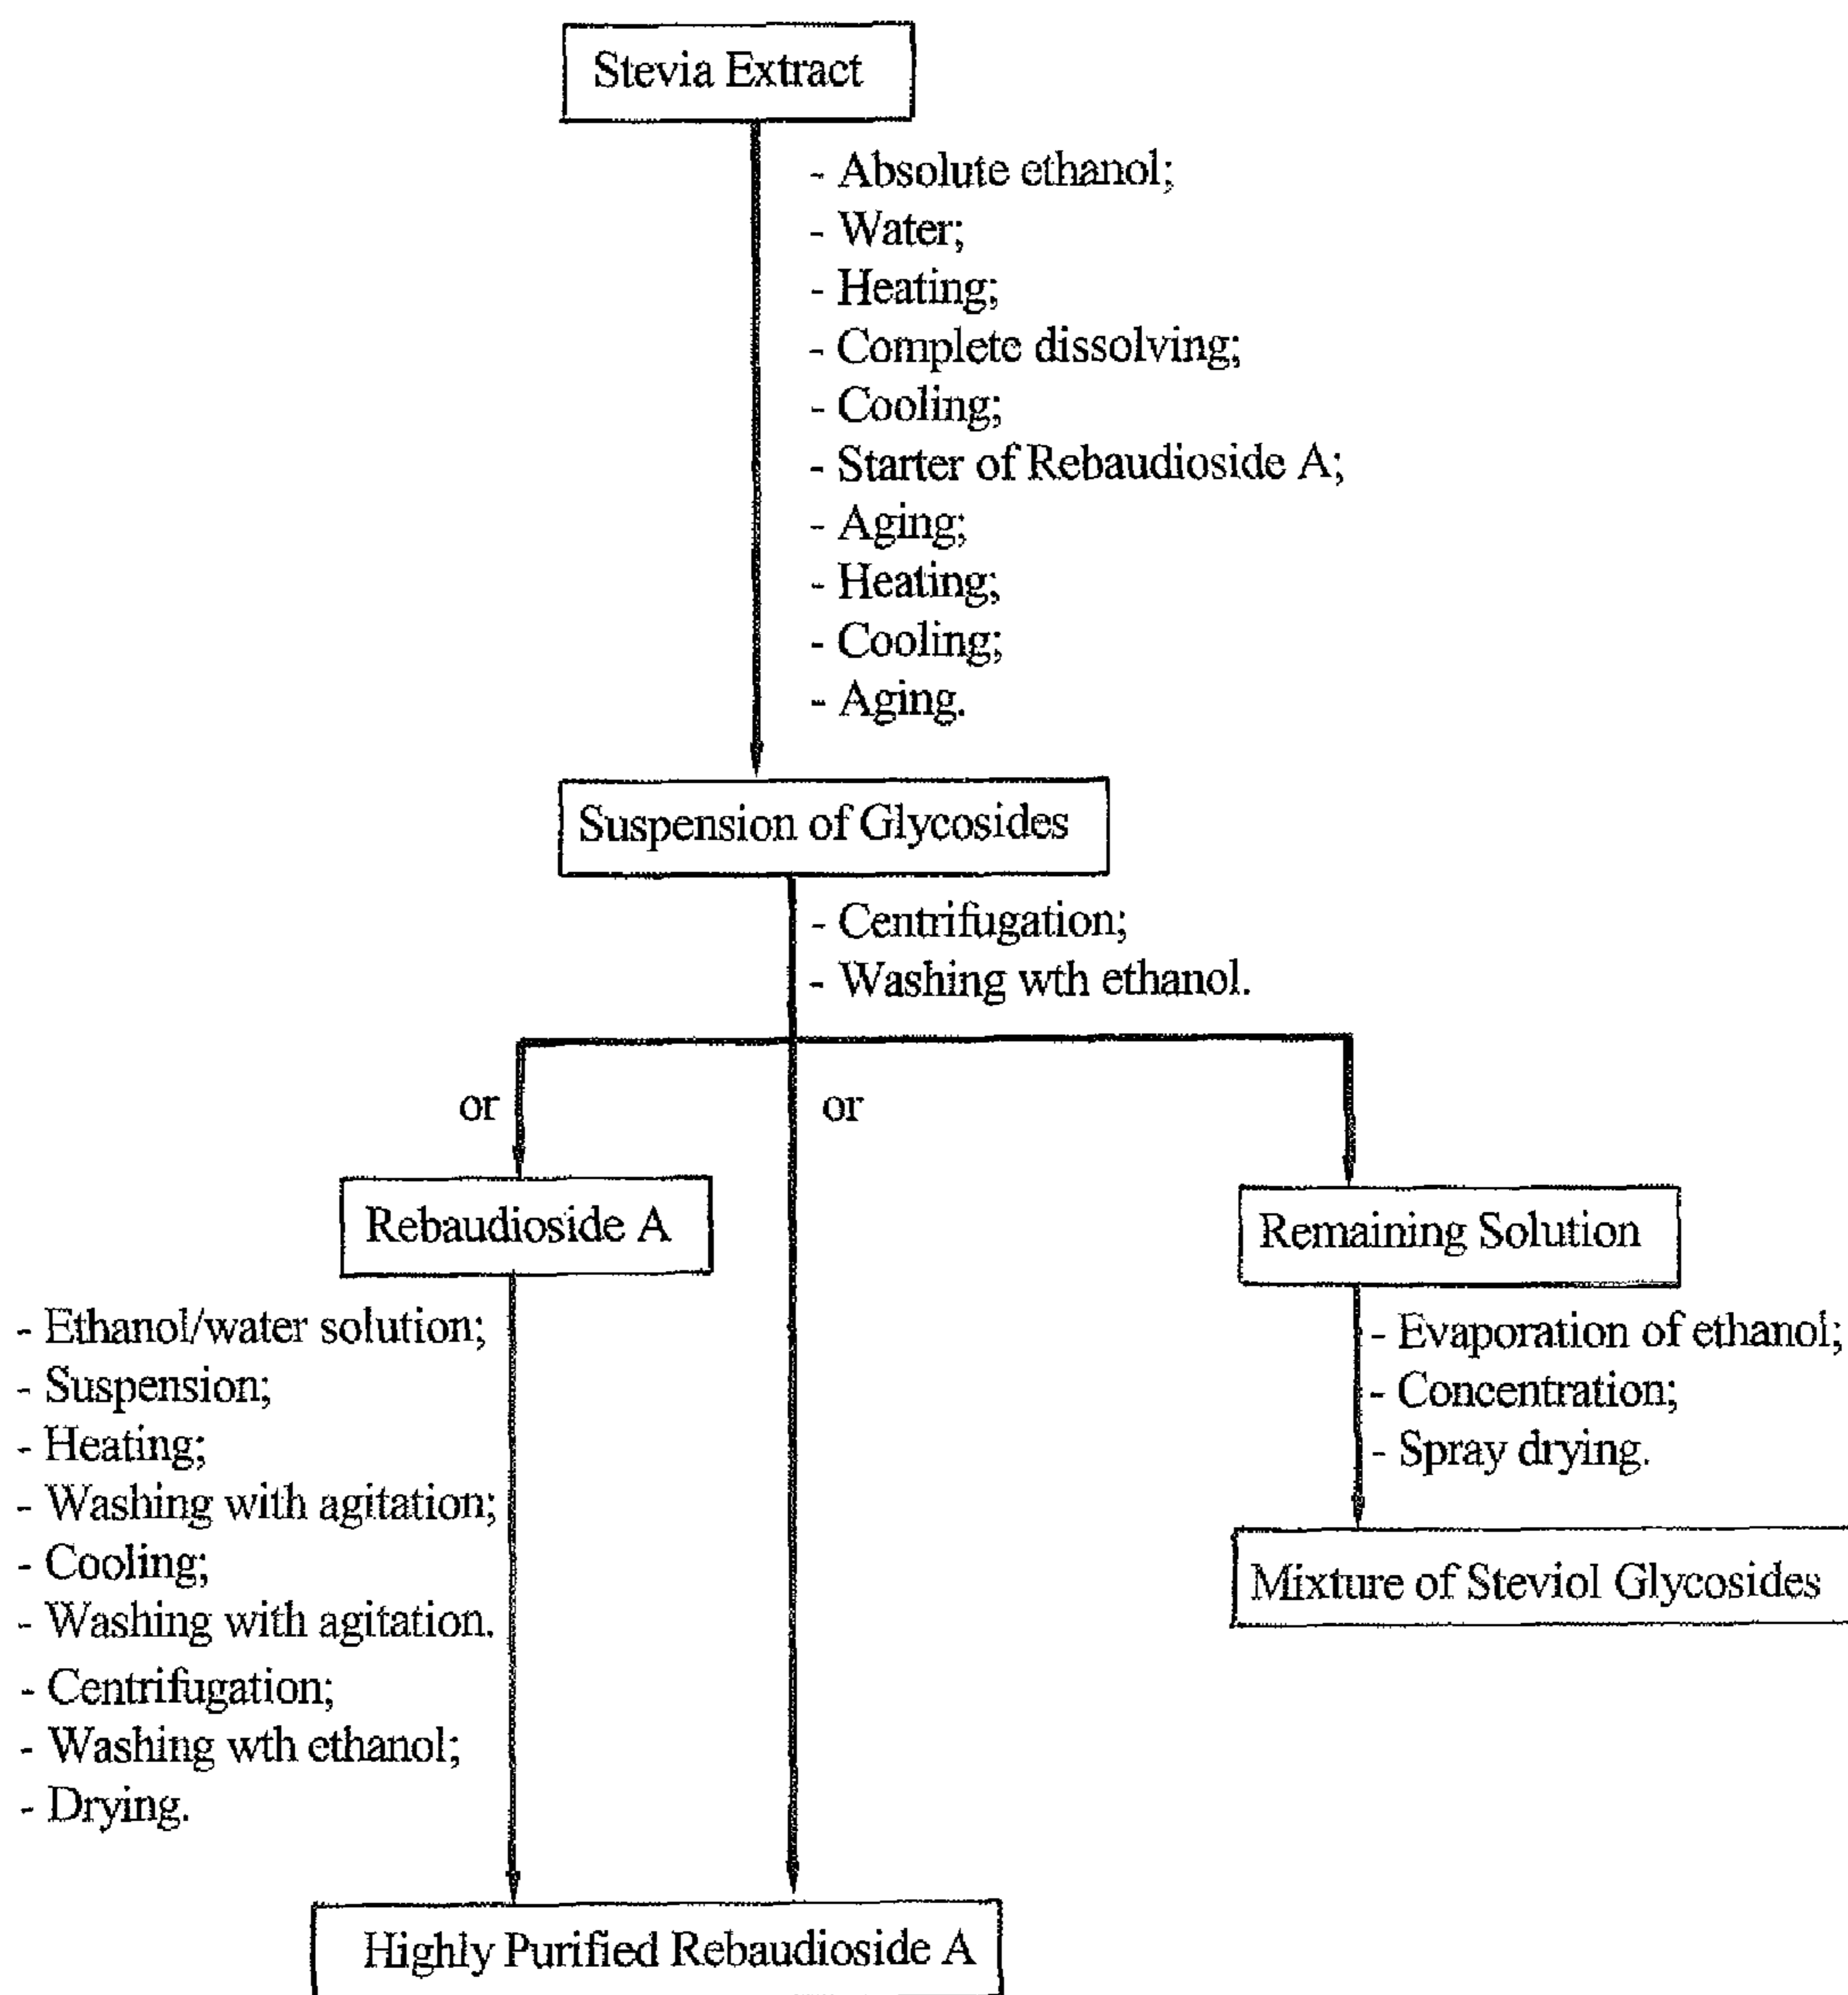 Stevia Extract
- Absolute ethanol;
- Water;
- Heating;
- Complete dissolving;
- Cooling;
- Starter of Rebaudioside A;
- Aging;
- Heating;
- Cooling;
- Aging.
Suspension of Glycosides
- Centrifugation;
- Washing wth ethanol.
or
or
Rebaudioside A
- Ethanol/water solution;
- Suspension;
- Heating;
- Washing with agitation;
- Cooling;
- Washing with agitation.
- Centrifugation;
- Washing wth ethanol;
- Drying.
Remaining Solution
- Evaporation of ethanol;
- Concentration;
- Spray drying.
Mixture of Steviol Glycosides
Highly Purified Rebaudioside A